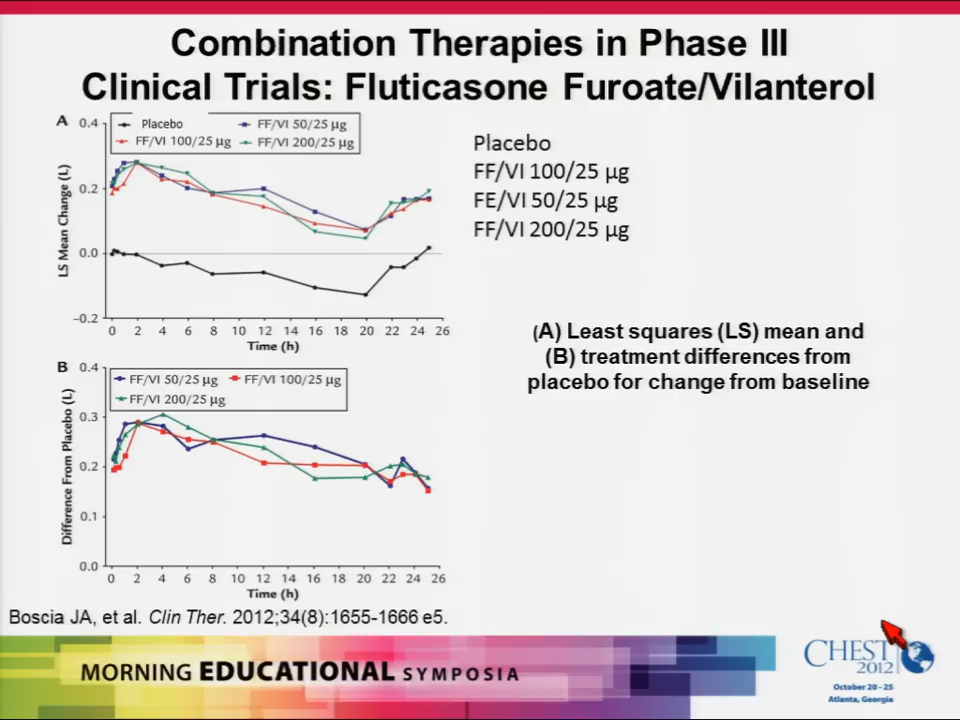 Combination Therapies in Phase III
Clinical Trials: Fluticasone Furoate/Vilanterol
A
0.4
0.2
0.0
−0.2
LS Mean Change (L)
Placebo
FF/VI 50/25 µg
FF/VI 100/25 µg
FF/VI 200/25 µg
0 2 4 6 8 10 12 14 16 18 20 22 24 26
Time (h)
Placebo
FF/VI 100/25 µg
FE/VI 50/25 µg
FF/VI 200/25 µg
(A) Least squares (LS) mean and
(B) treatment differences from
placebo for change from baseline
B
0.4
0.3
0.2
0.1
0.0
Difference From Placebo (L)
FF/VI 50/25 µg
FF/VI 100/25 µg
FF/VI 200/25 µg
0 2 4 6 8 10 12 14 16 18 20 22 24 26
Time (h)
Boscia JA, et al. Clin Ther. 2012;34(8):1655-1666 e5.
MORNING EDUCATIONAL SYMPOSIA
CHEST
2012
October 20 - 25
Atlanta, Georgia